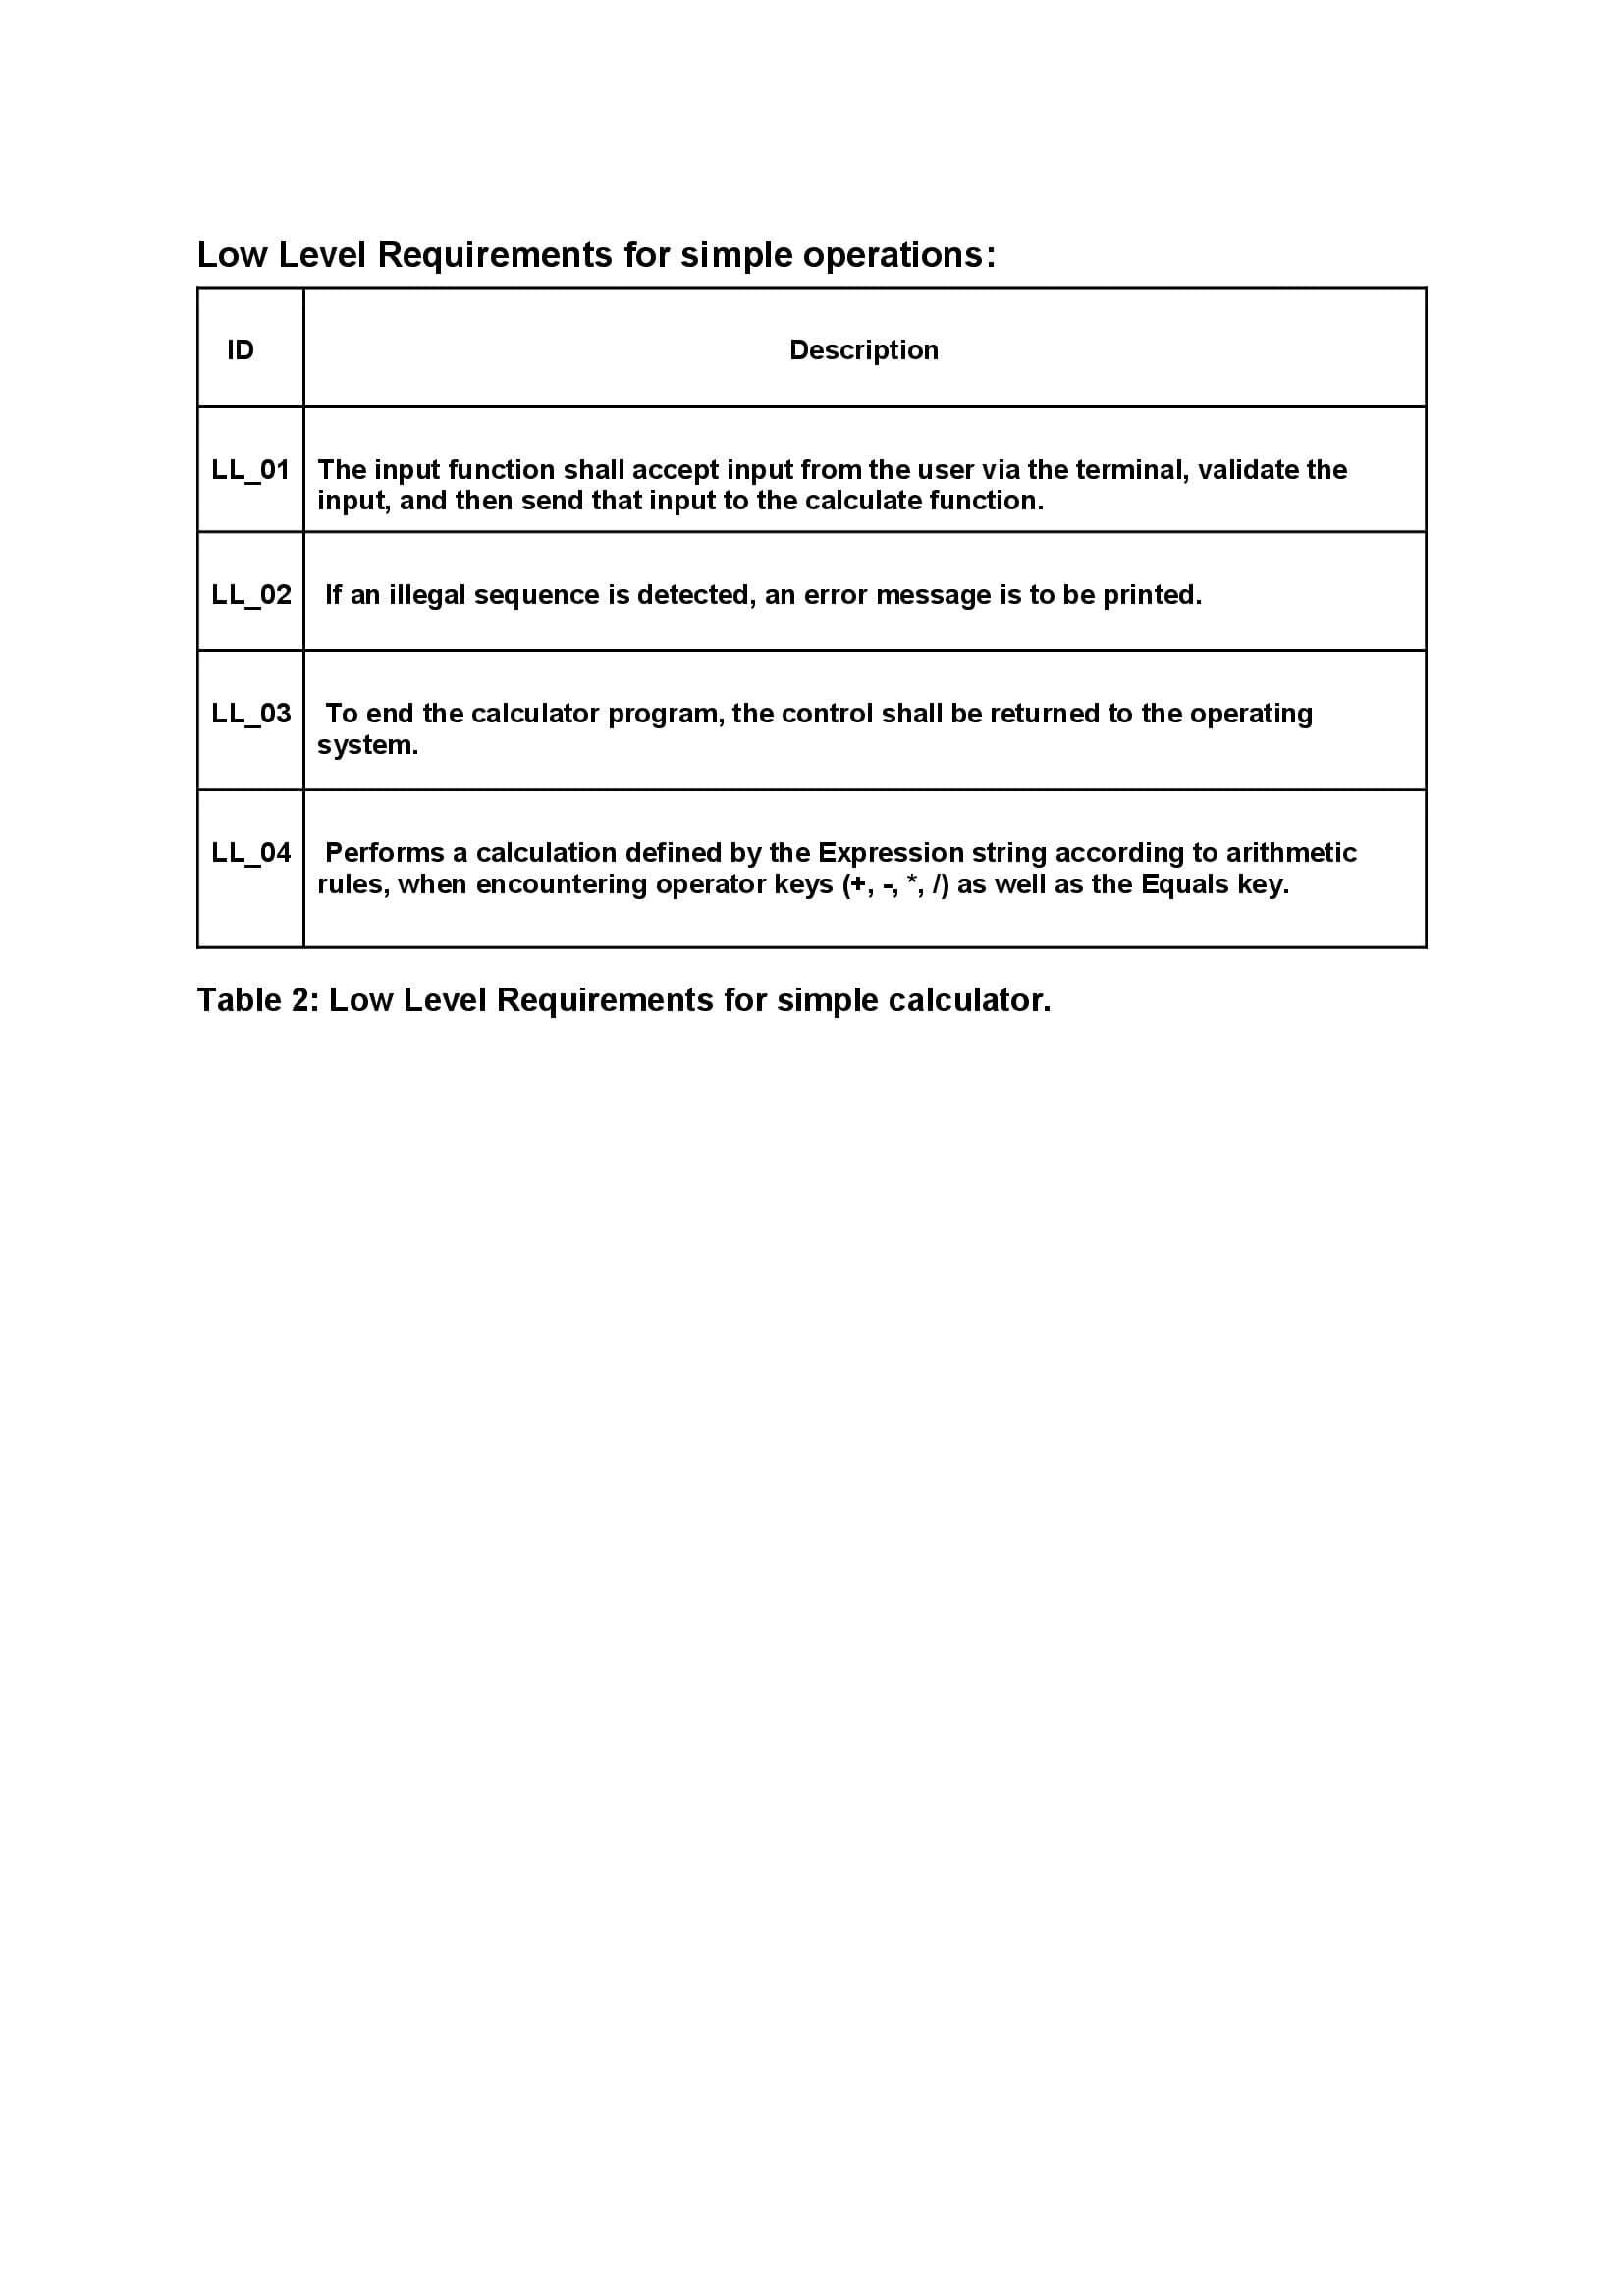 Low Level Requirements for simple operations:
ID
Description
LL_01
The input function shall accept input from the user via the terminal, validate the
input, and then send that input to the calculate function.
LL_02
If an illegal sequence is detected, an error message is to be printed.
LL_03
To end the calculator program, the control shall be returned to the operating
system.
LL_04
Performs a calculation defined by the Expression string according to arithmetic
rules, when encountering operator keys (+, -, *, /) as well as the Equals key.
Table 2: Low Level Requirements for simple calculator.